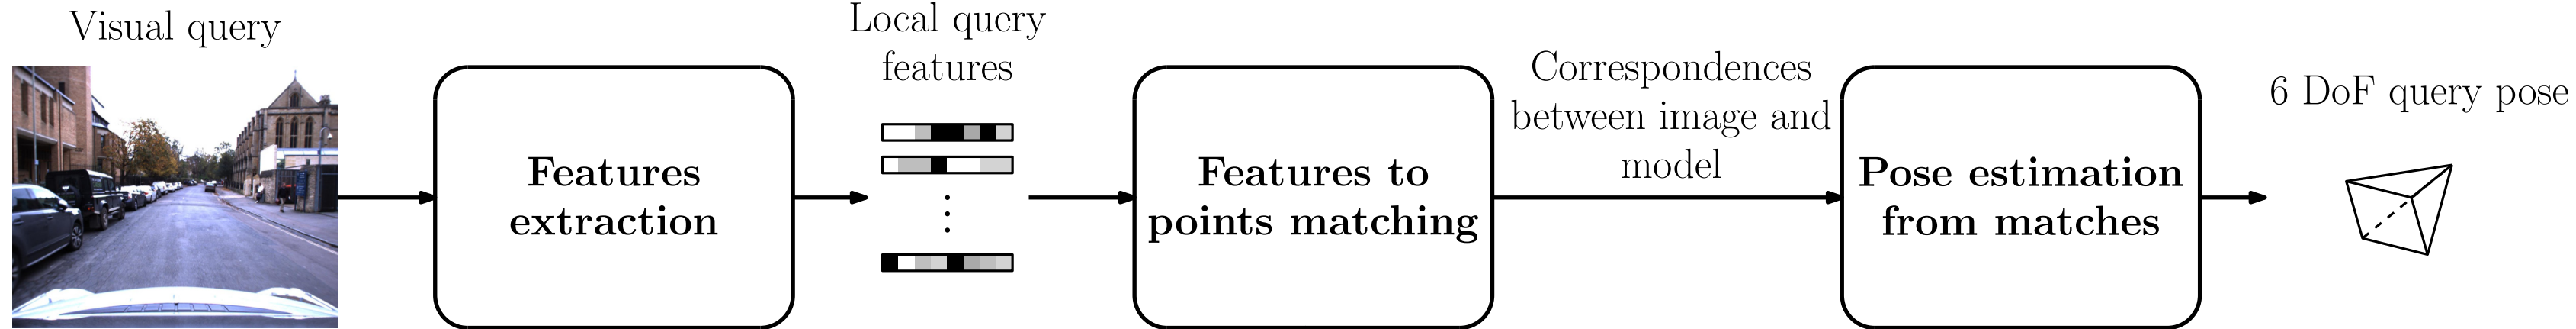 Visual query
Features
extraction
Local query
features
Features to
points matching
Correspondences
between image and
model
Pose estimation
from matches
6 DoF query pose